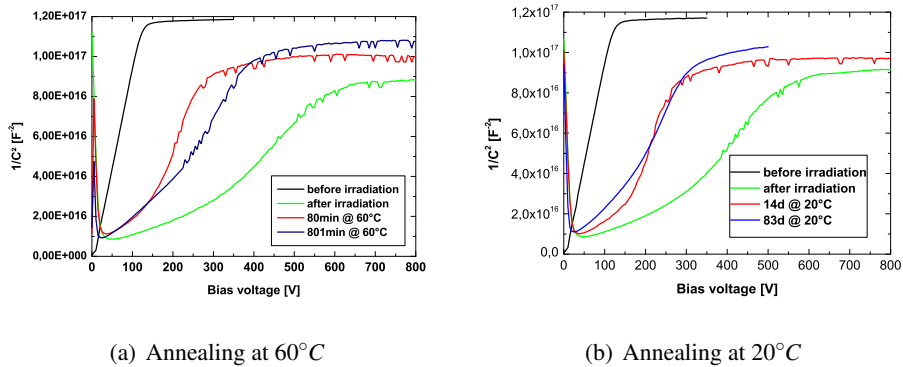 1,20E+017
1,00E+017
8,00E+016
6,00E+016
4,00E+016
2,00E+016
0,00E+000
1/C² [F⁻²]
0 100 200 300 400 500 600 700 800
Bias voltage [V]
before irradiation
after irradiation
80min @ 60°C
801min @ 60°C
(a) Annealing at 60°C
1,2x10¹⁷
1,0x10¹⁷
8,0x10¹⁶
6,0x10¹⁶
4,0x10¹⁶
2,0x10¹⁶
0,0
1/C² [F⁻²]
0 100 200 300 400 500 600 700 800
Bias voltage [V]
before irradiation
after irradiation
14d @ 20°C
83d @ 20°C
(b) Annealing at 20°C